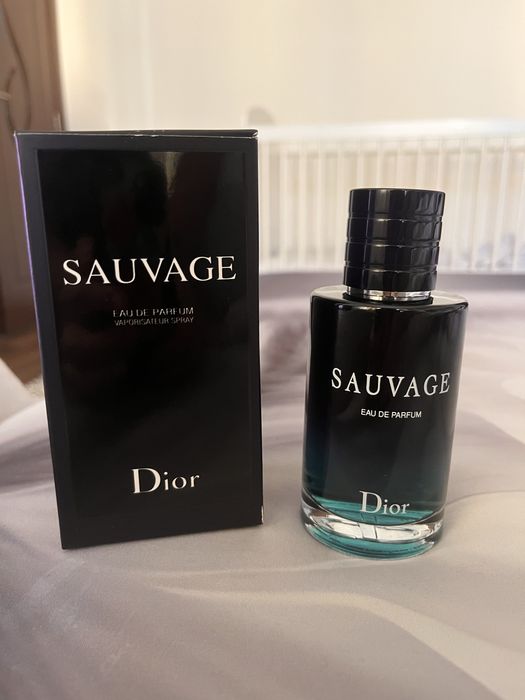 SAUVAGE
EAU DE PARFUM
VAPORISATEUR SPRAY
Dior
SAUVAGE
EAU DE PARFUM
Dior